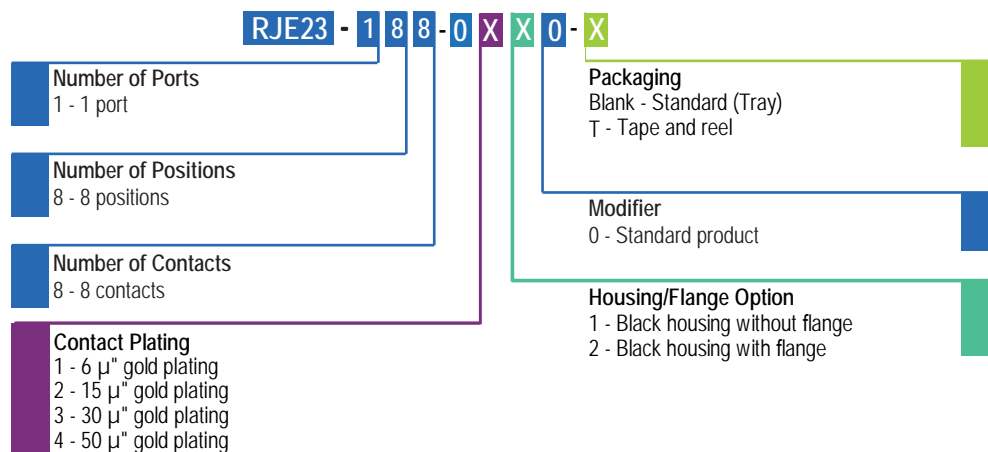 RJE23 - 1 8 8 - 0 X X 0 - X
Number of Ports
1 - 1 port
Number of Positions
8 - 8 positions
Number of Contacts
8 - 8 contacts
Contact Plating
1 - 6 µ" gold plating
2 - 15 µ" gold plating
3 - 30 µ" gold plating
4 - 50 µ" gold plating
Packaging
Blank - Standard (Tray)
T - Tape and reel
Modifier
0 - Standard product
Housing/Flange Option
1 - Black housing without flange
2 - Black housing with flange